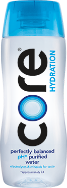 core
HYDRATION
perfectly balanced
pH* purified
water